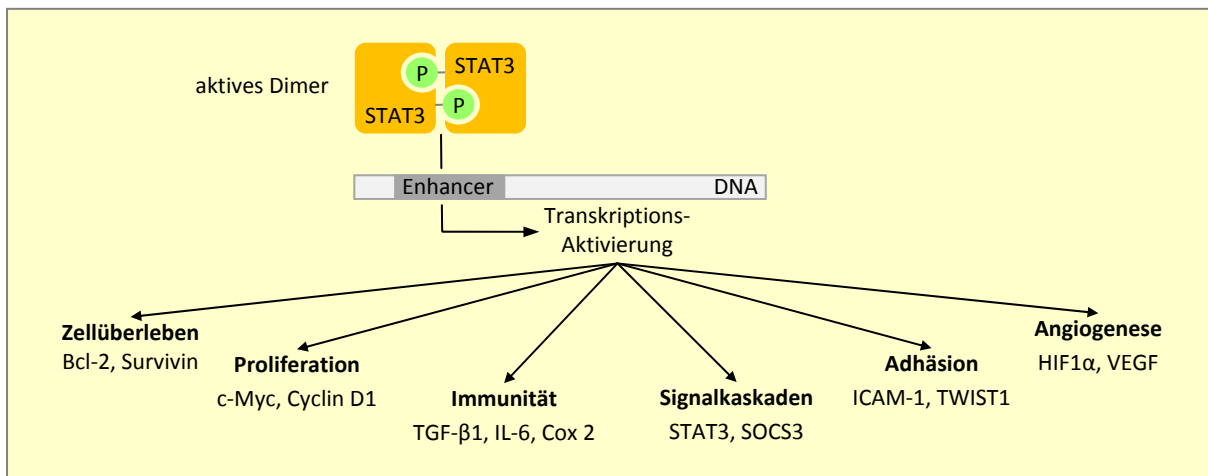 aktives Dimer
P
STAT3
STAT3
P
Enhancer
DNA
Transkriptions-
Aktivierung
Zellüberleben
Bcl-2, Survivin
Proliferation
c-Myc, Cyclin D1
Immunität
TGF-β1, IL-6, Cox 2
Signalkaskaden
STAT3, SOCS3
Adhäsion
ICAM-1, TWIST1
Angiogenese
HIF1α, VEGF